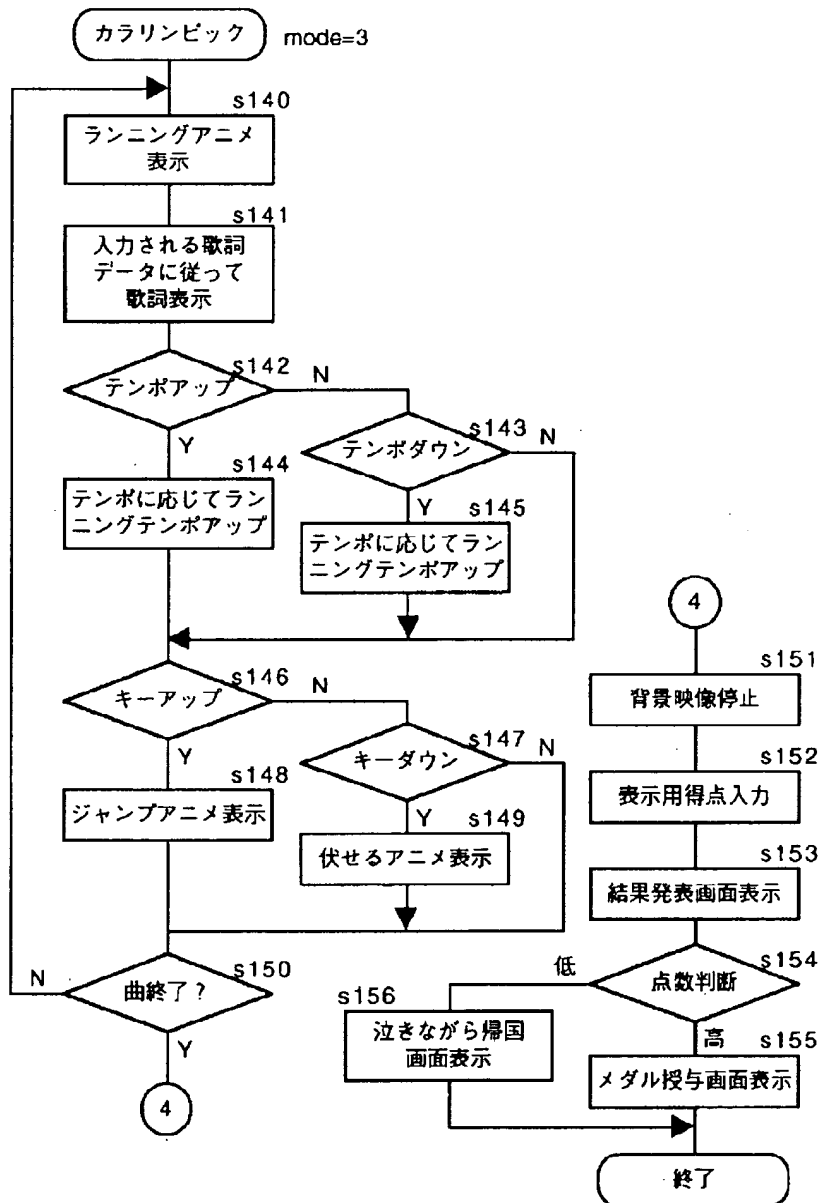 カラリンピック
mode=3
s140
ランニングアニメ
表示
s141
入力される歌詞
データに従って
歌詞表示
s142
テンポアップ
N
Y
s143
テンポダウン
N
Y
s144
テンポに応じてラン
ニングテンポアップ
s145
テンポに応じてラン
ニングテンポアップ
s146
キーアップ
N
Y
s147
キーダウン
N
Y
s148
ジャンプアニメ表示
s149
伏せるアニメ表示
s150
曲終了?
N
Y
4
4
s151
背景映像停止
s152
表示用得点入力
s153
結果発表画面表示
s154
点数判断
低
高
s156
泣きながら帰国
画面表示
s155
メダル授与画面表示
終了